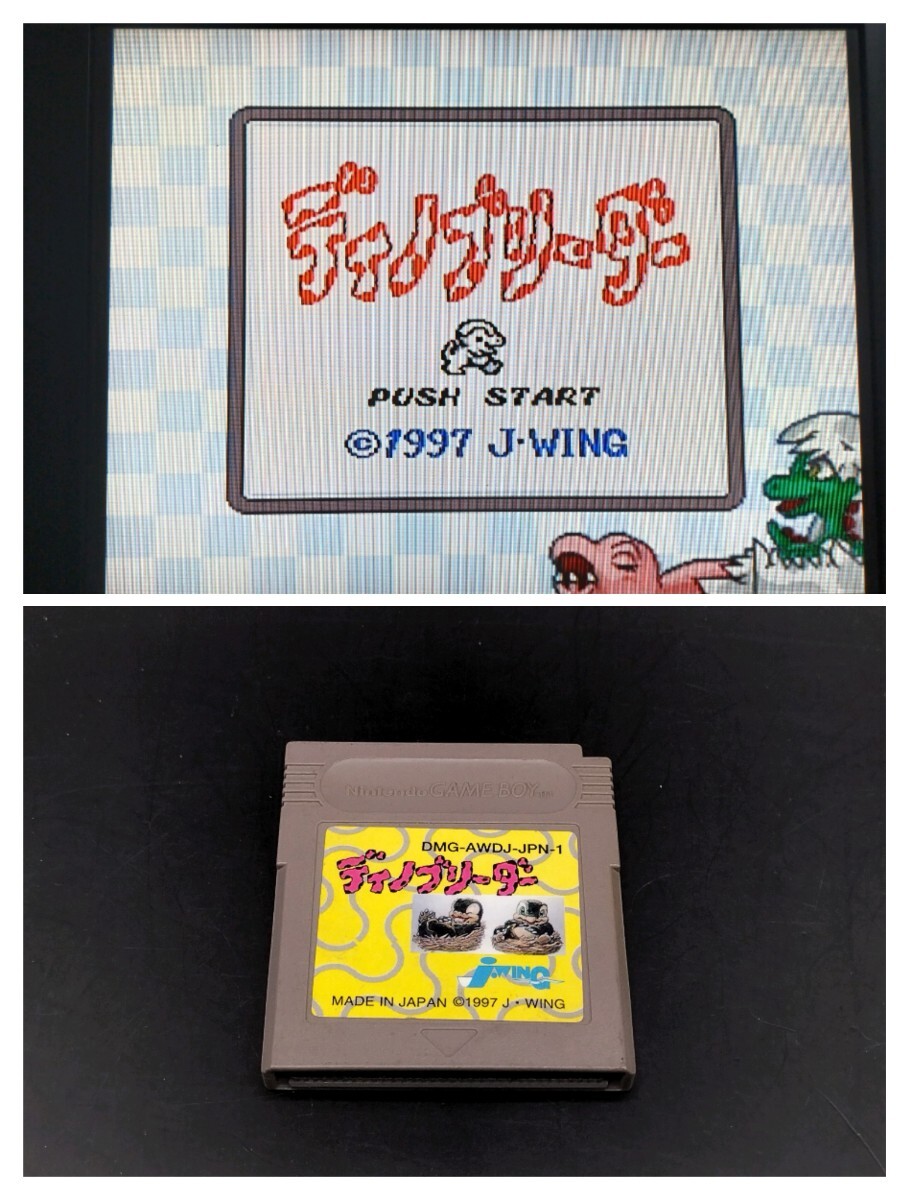 ディノブリーダー
PUSH START
©1997 J・WING
Nintendo GAME BOY™
DMG-AWDJ-JPN-1
ディノブリーダー
J・WING
MADE IN JAPAN ©1997 J・WING